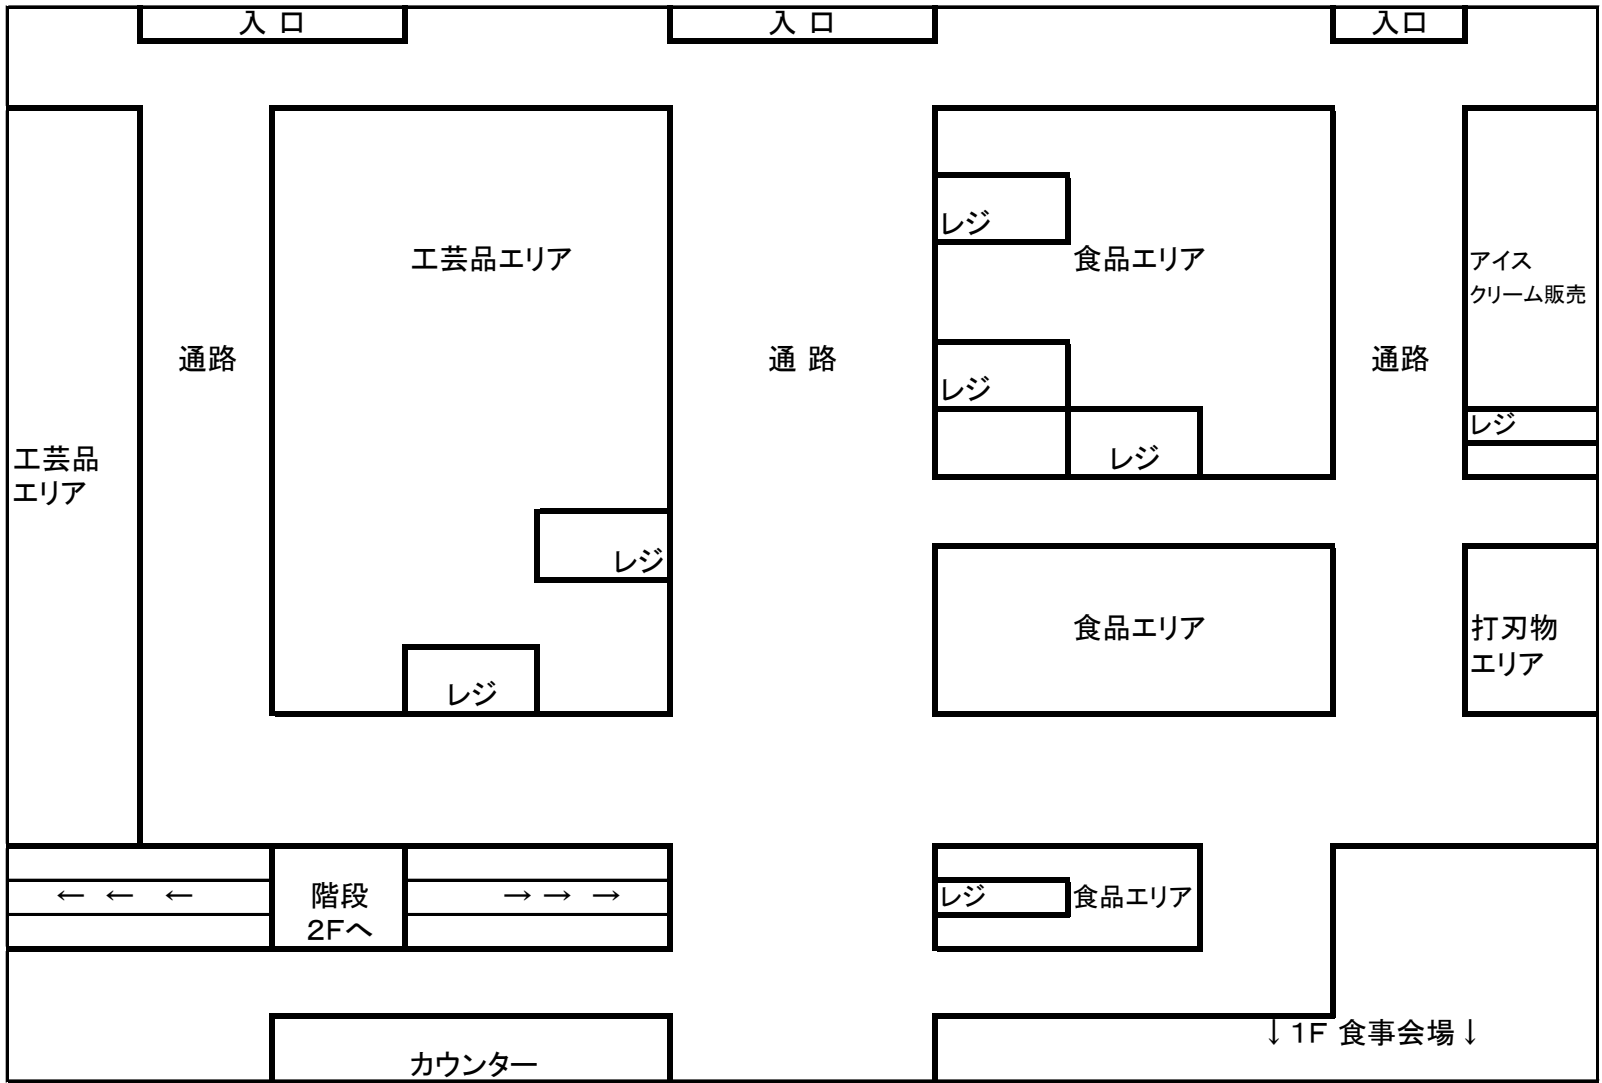 入 口
入 口
入口
レジ
工芸品エリア
食品エリア
アイス
クリーム販売
通路
通 路
通路
レジ
レジ
レジ
工芸品
エリア
レジ
食品エリア
打刃物
エリア
レジ
← ← ←
階段
2Fへ
→ → →
レジ
食品エリア
↓1F 食事会場↓
カウンター